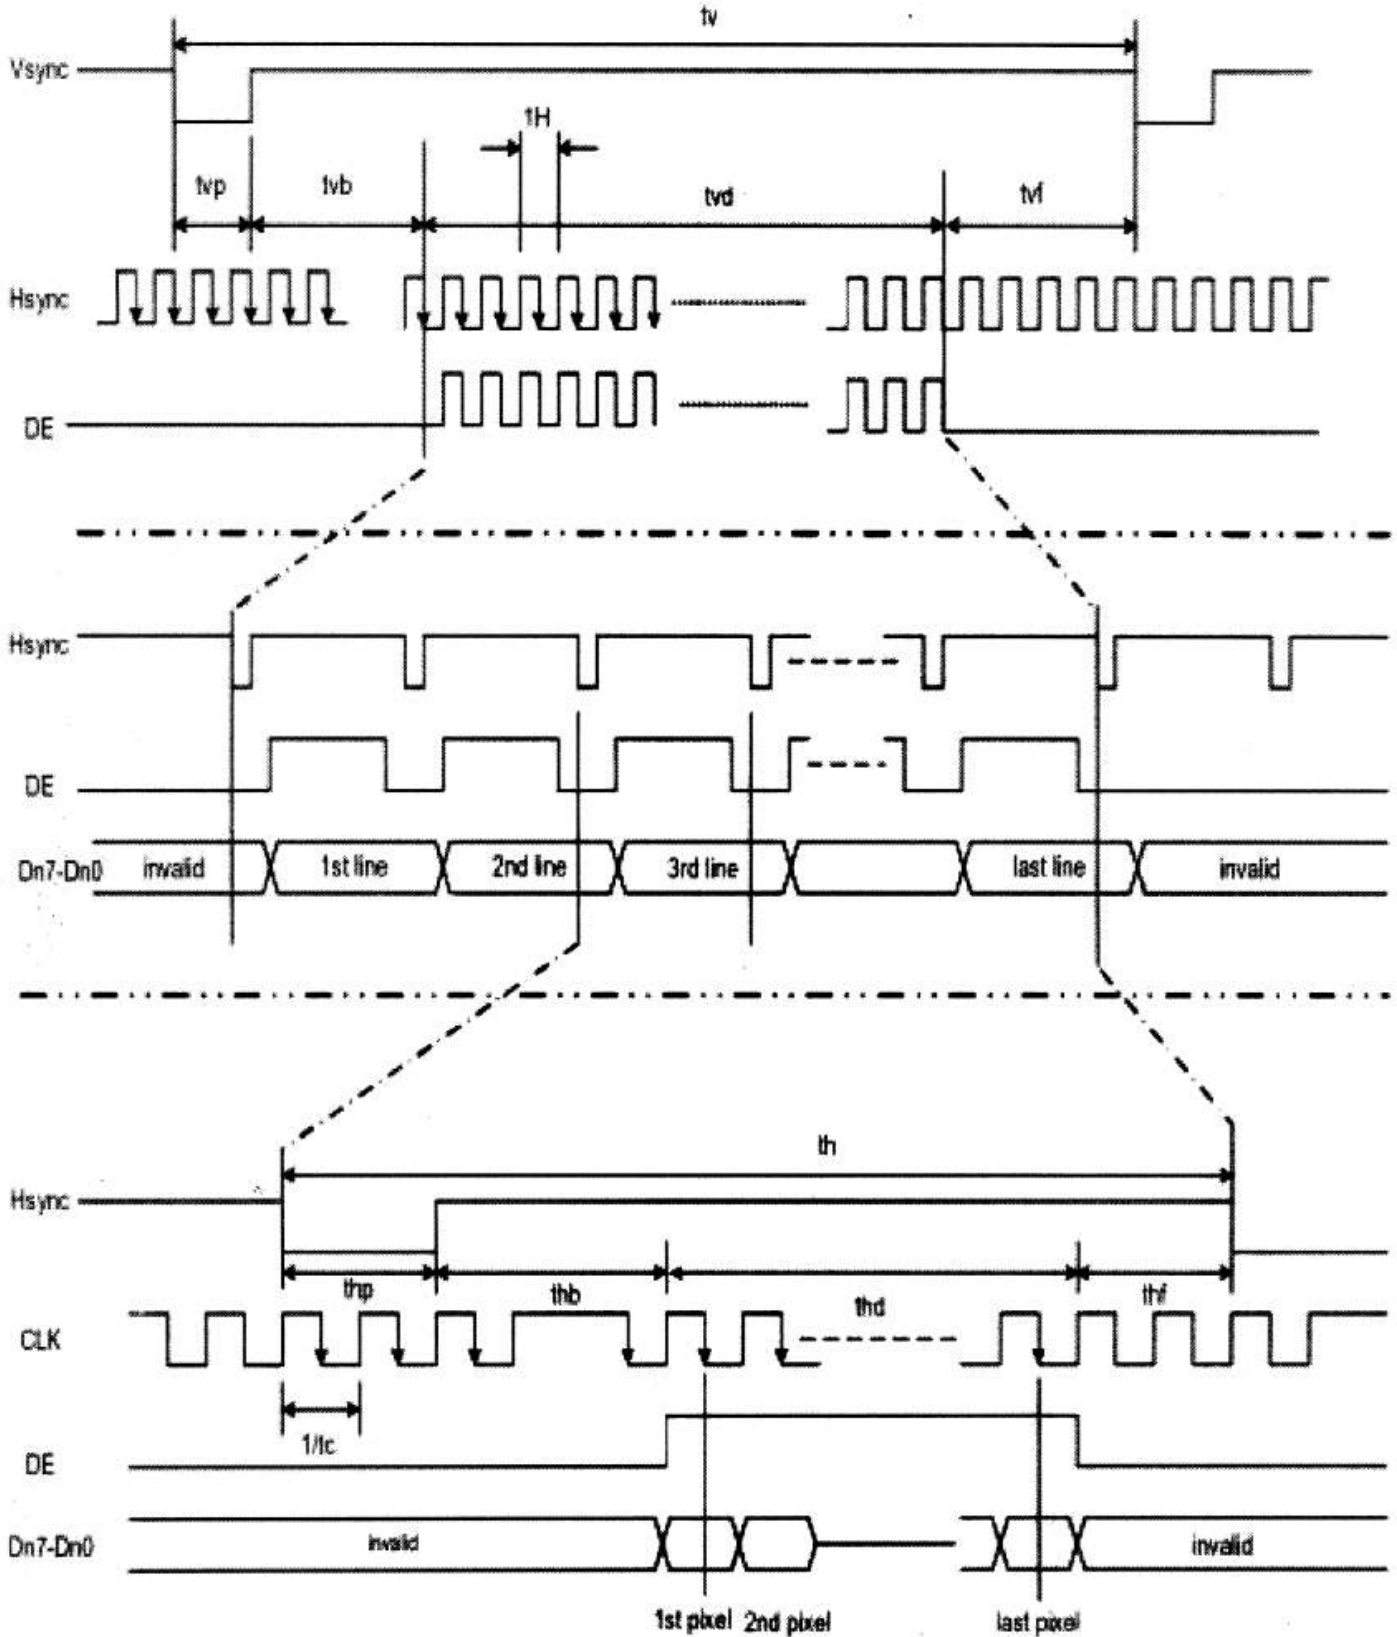 tv
Vsync
1H
tvp
tvb
tvd
tvf
Hsync
DE
Hsync
DE
Dn7-Dn0 invalid 1st line 2nd line 3rd line last line invalid
th
Hsync
thp
thb
thd
thf
CLK
1/fc
DE
Dn7-Dn0 invalid invalid
1st pixel 2nd pixel last pixel